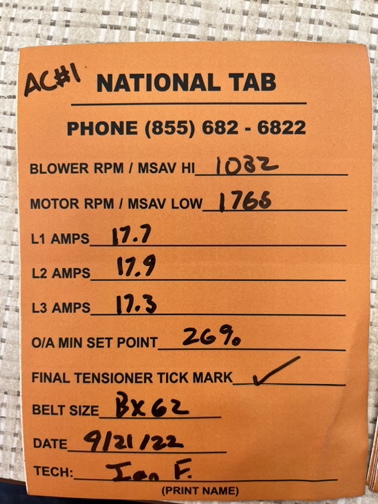 AC#1
NATIONAL TAB
PHONE (855) 682 - 6822
BLOWER RPM / MSAV HI 1032
MOTOR RPM / MSAV LOW 1766
L1 AMPS 17.7
L2 AMPS 17.9
L3 AMPS 17.3
O/A MIN SET POINT 26%
FINAL TENSIONER TICK MARK ✓
BELT SIZE BX62
DATE 9/21/22
TECH: Ian F.
(PRINT NAME)